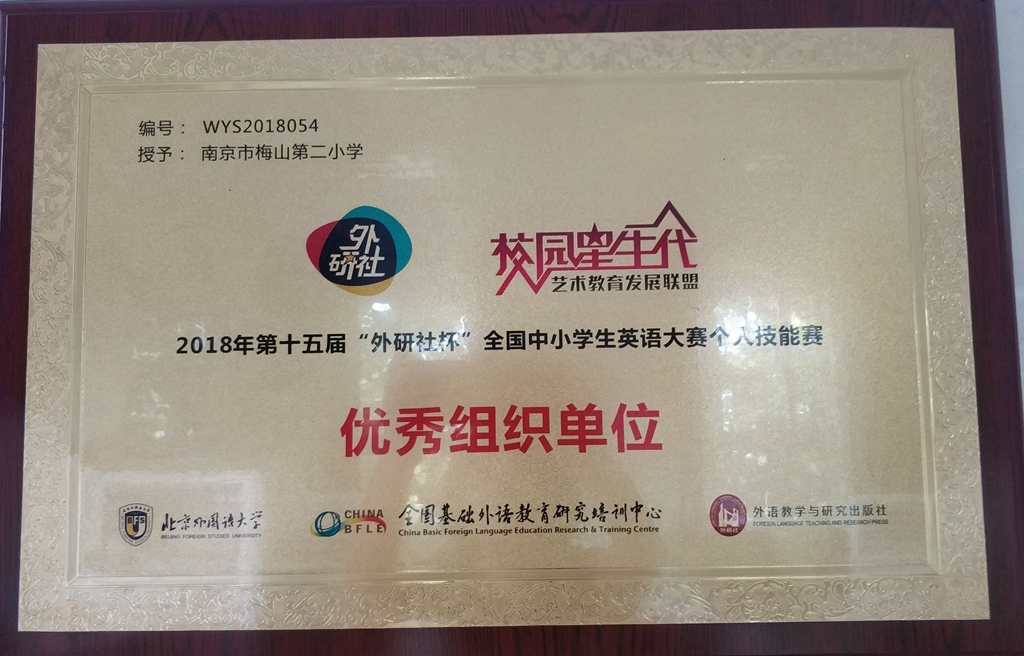 编号： WYS2018054
授予： 南京市梅山第二小学
外研社
校园星生代
艺术教育发展联盟
2018年第十五届“外研社杯”全国中小学生英语大赛个人技能赛
优秀组织单位
BFS
北京外国语大学
BEIJING FOREIGN STUDIES UNIVERSITY
CHINA
BFLE
全国基础外语教育研究培训中心
China Basic Foreign Language Education Research & Training Centre
外研社
外语教学与研究出版社
FOREIGN LANGUAGE TEACHING AND RESEARCH PRESS